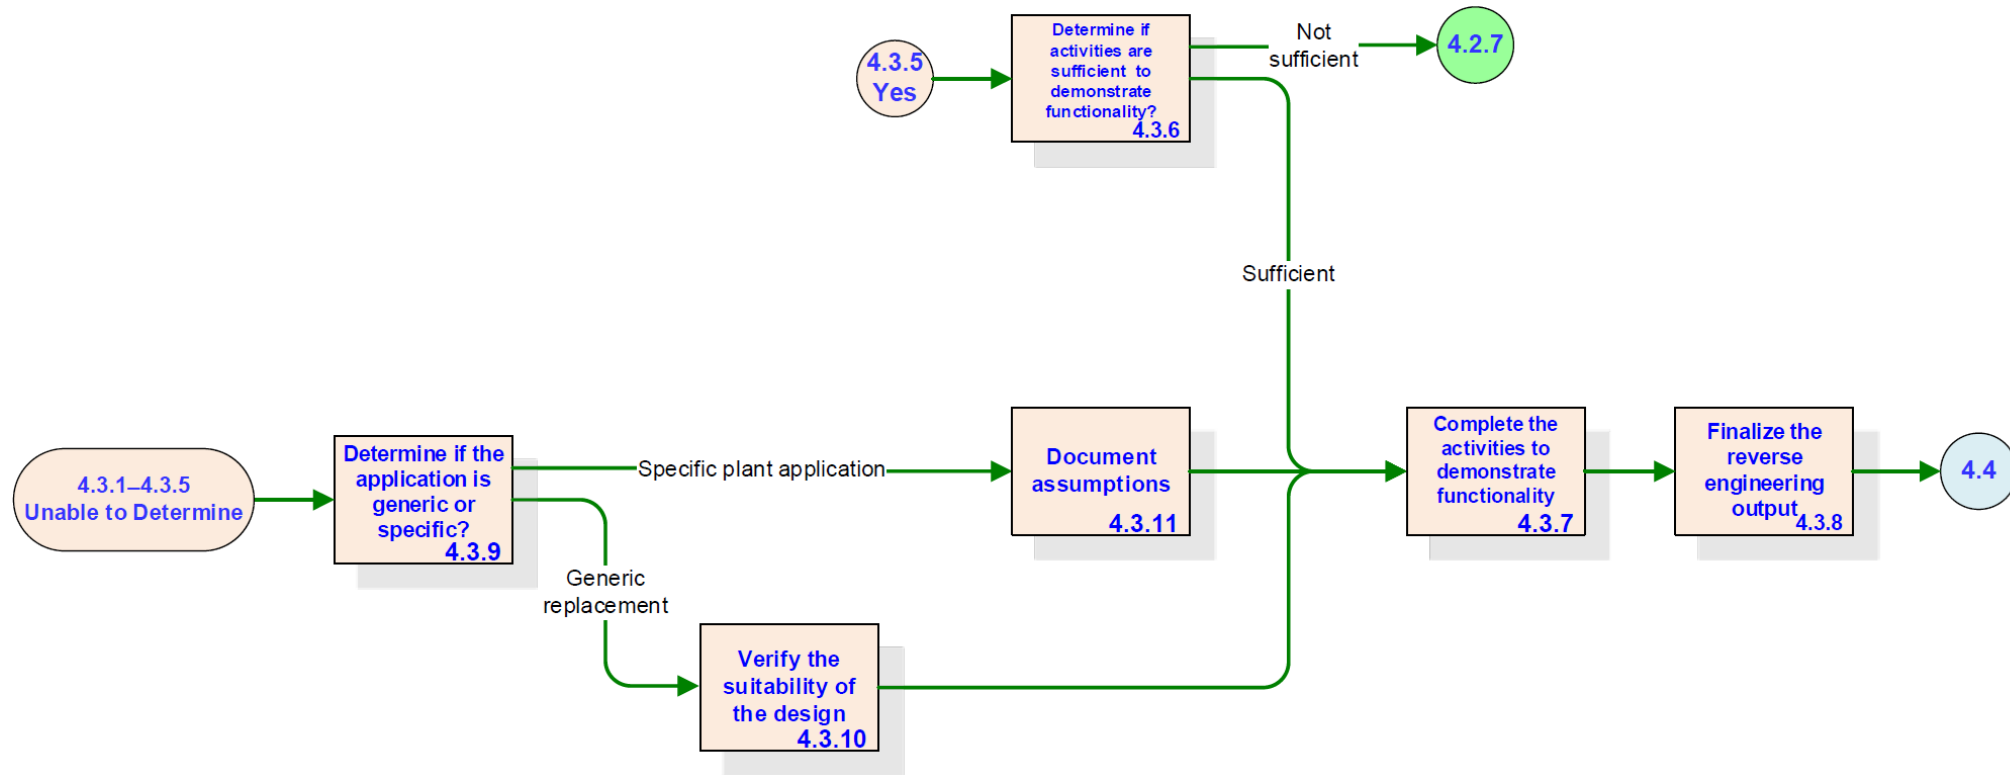 4.3.5
Yes
Determine if
activities are
sufficient to
demonstrate
functionality?
4.3.6
Not
sufficient
4.2.7
Sufficient
4.3.1–4.3.5
Unable to Determine
Determine if the
application is
generic or
specific?
4.3.9
Specific plant application
Document
assumptions
4.3.11
Complete the
activities to
demonstrate
functionality
4.3.7
Finalize the
reverse
engineering
output
4.3.8
4.4
Generic
replacement
Verify the
suitability of
the design
4.3.10